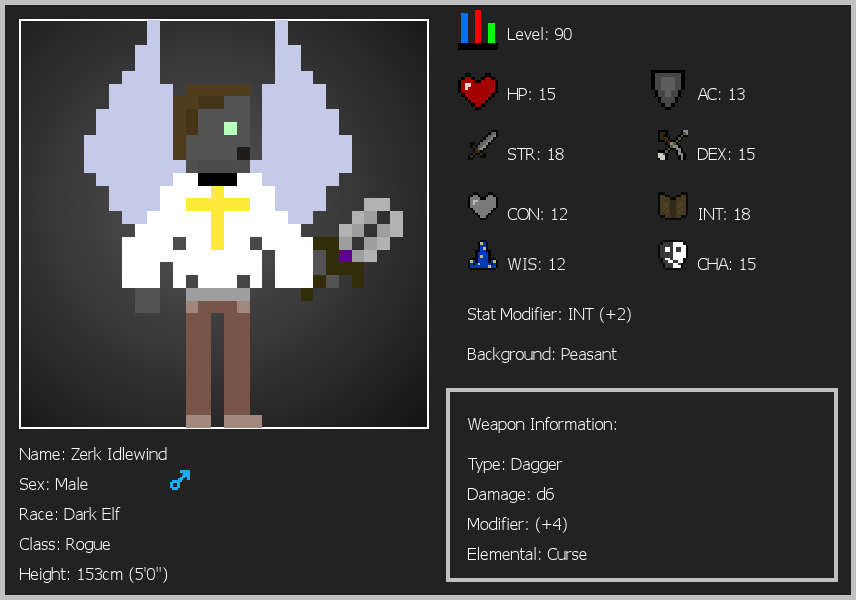 Level: 90
HP: 15
AC: 13
STR: 18
DEX: 15
CON: 12
INT: 18
WIS: 12
CHA: 15
Stat Modifier: INT (+2)
Background: Peasant
Weapon Information:
Type: Dagger
Damage: d6
Modifier: (+4)
Elemental: Curse
Name: Zerk Idlewind
Sex: Male
Race: Dark Elf
Class: Rogue
Height: 153cm (5'0")